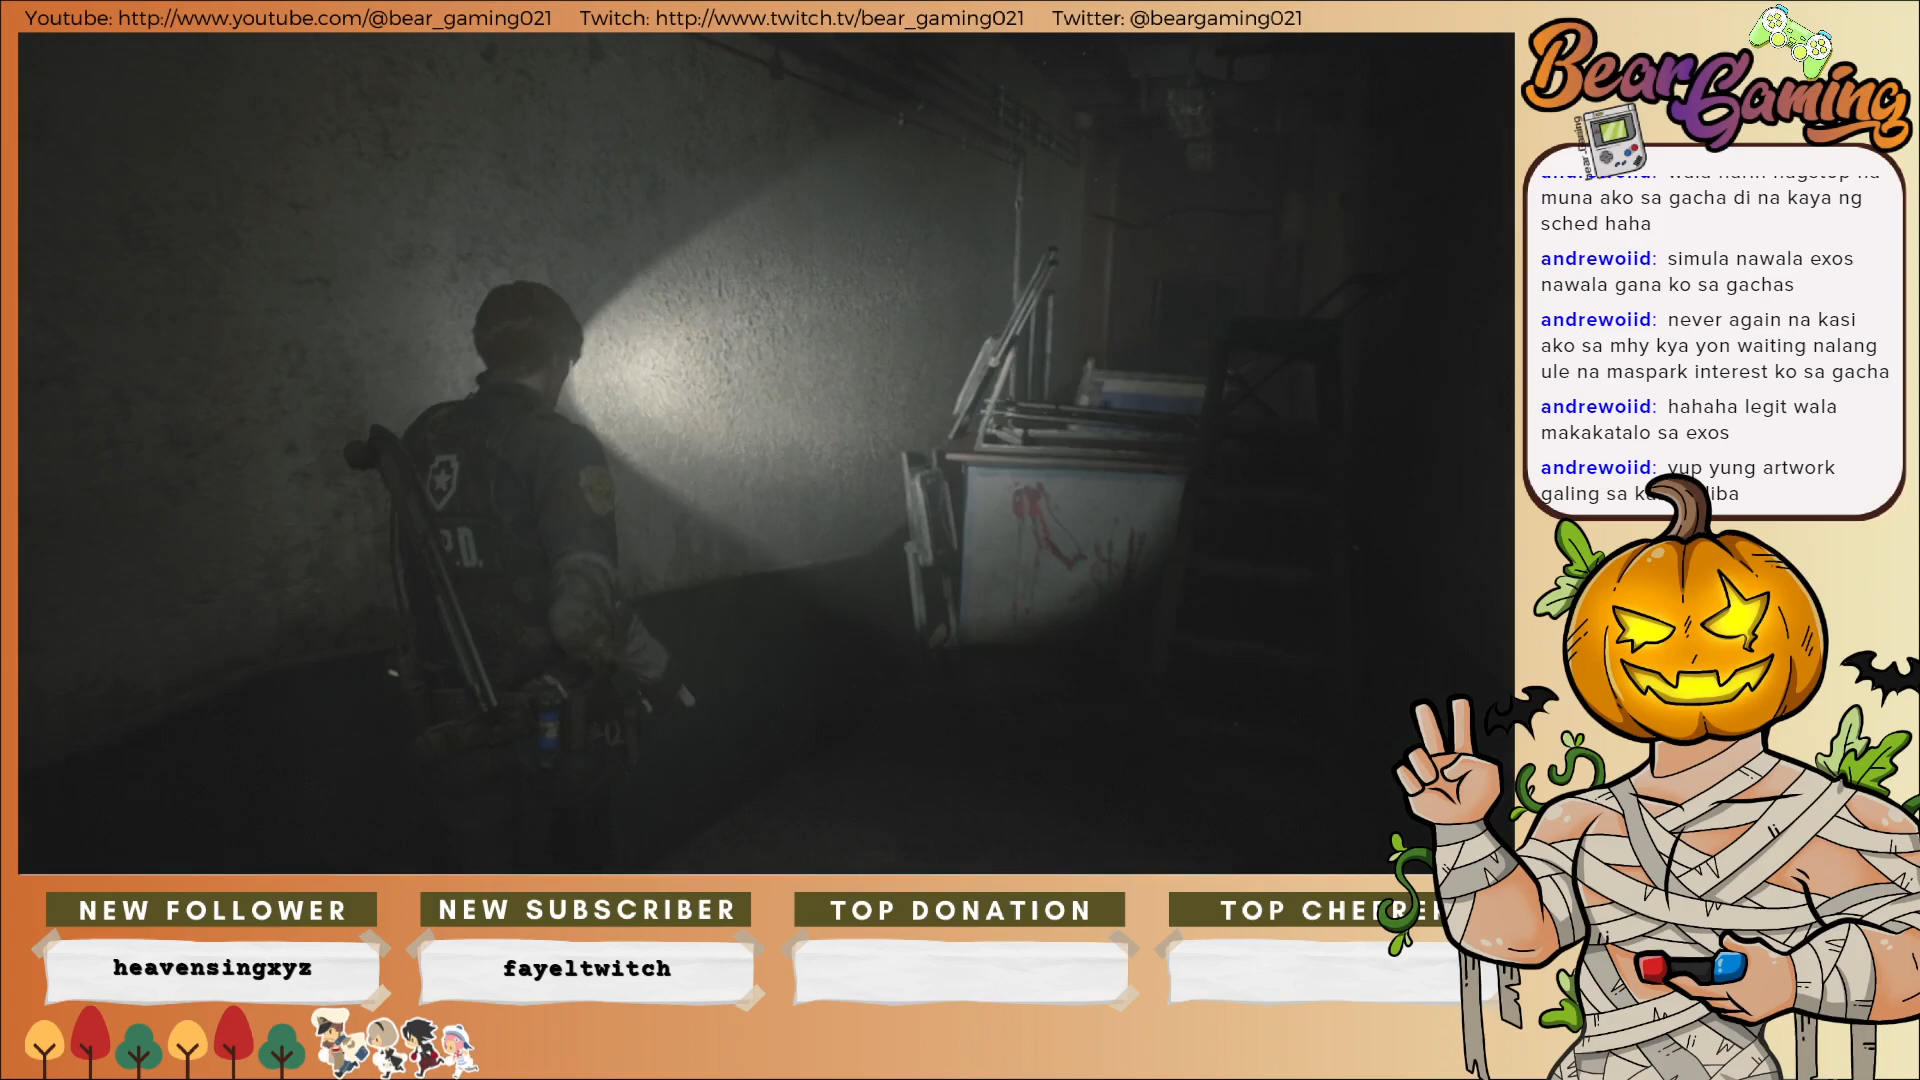 Youtube: http://www.youtube.com/@bear_gaming021 Twitch: http://www.twitch.tv/bear_gaming021 Twitter: @beargaming021
Bear Gaming
muna ako sa gacha di na kaya ng
sched haha
andrewoiid: simula nawala exos
nawala gana ko sa gachas
andrewoiid: never again na kasi
ako sa mhy kya yon waiting nalang
ule na maspark interest ko sa gacha
andrewoiid: hahaha legit wala
makakatalo sa exos
andrewoiid: yup yung artwork
galing sa
P.D.
NEW FOLLOWER
heavensingxyz
NEW SUBSCRIBER
fayeltwitch
TOP DONATION
TOP